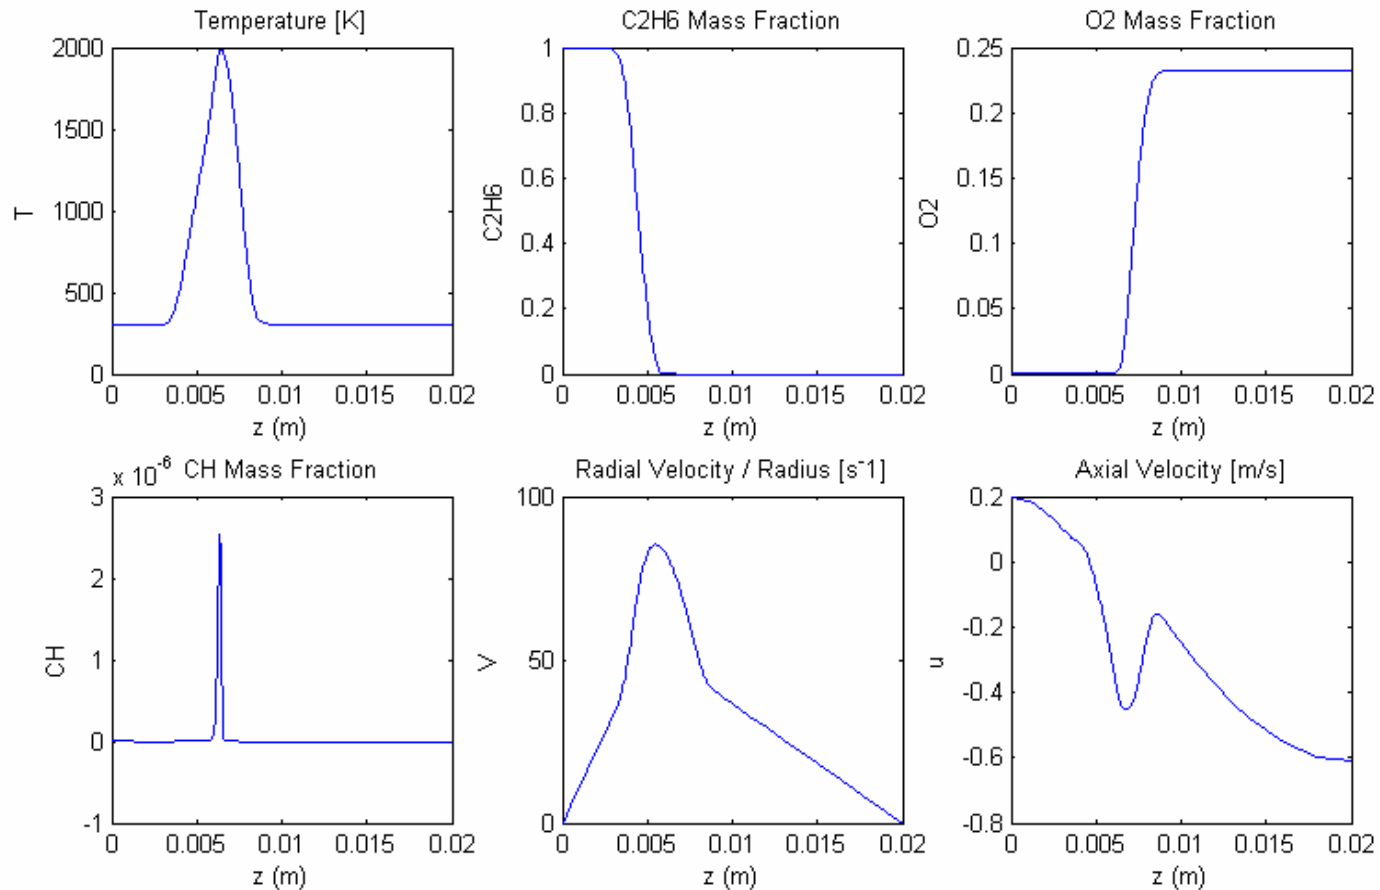 Temperature [K]
2000
1500
1000
500
0
T
0 0.005 0.01 0.015 0.02
z (m)
C2H6 Mass Fraction
1
0.8
0.6
0.4
0.2
0
C2H6
0 0.005 0.01 0.015 0.02
z (m)
O2 Mass Fraction
0.25
0.2
0.15
0.1
0.05
0
O2
0 0.005 0.01 0.015 0.02
z (m)
x 10⁻⁶ CH Mass Fraction
3
2
1
0
-1
CH
0 0.005 0.01 0.015 0.02
z (m)
Radial Velocity / Radius [s⁻1]
100
50
0
V
0 0.005 0.01 0.015 0.02
z (m)
Axial Velocity [m/s]
0.2
0
-0.2
-0.4
-0.6
-0.8
u
0 0.005 0.01 0.015 0.02
z (m)